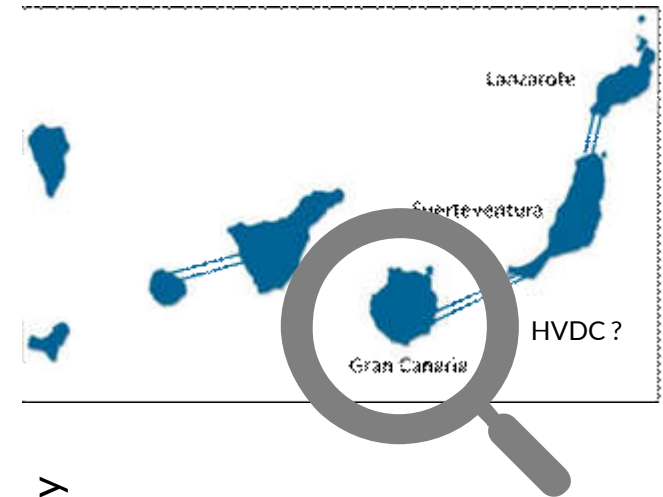 Lanzarote
Fuerteventura
HVDC ?
Gran Canaria
y